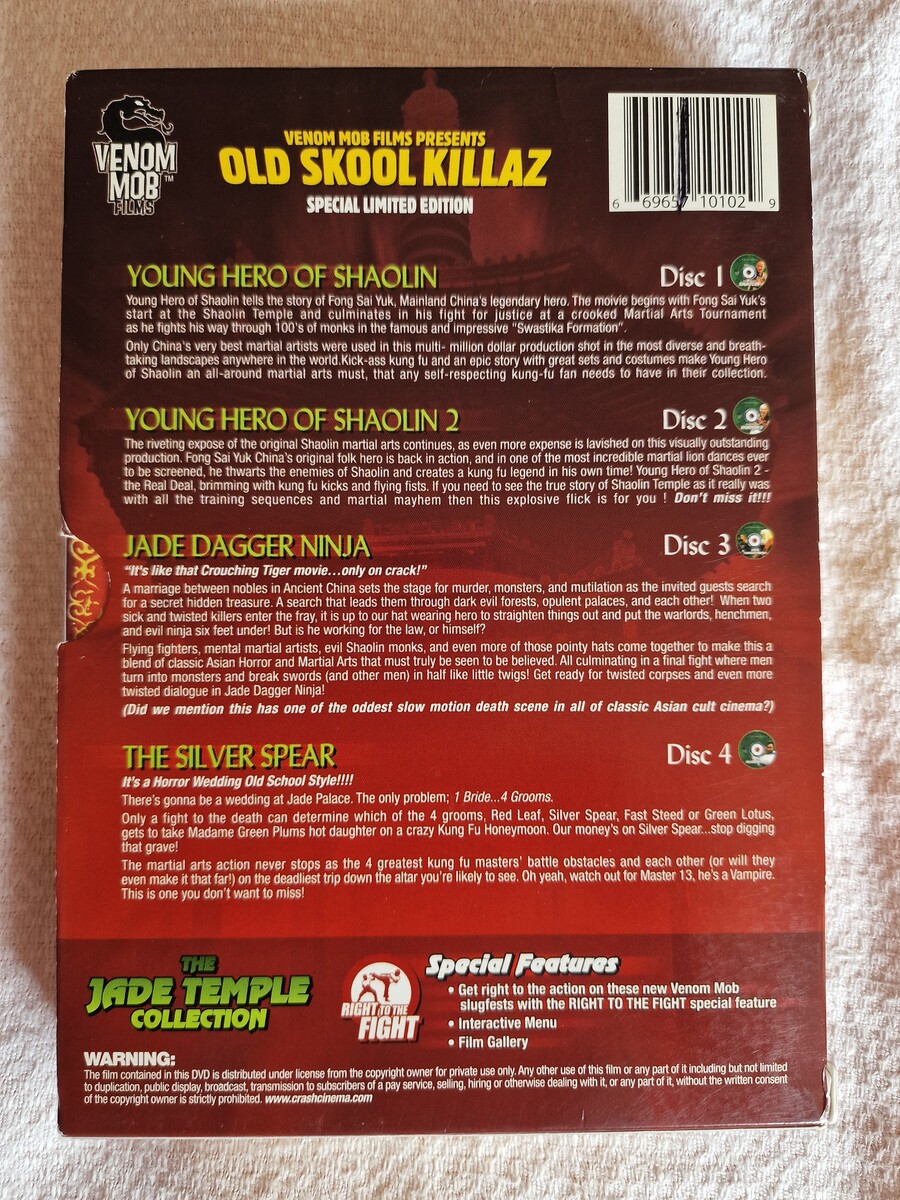 VENOM
MOB™
FILMS
VENOM MOB FILMS PRESENTS
OLD SKOOL KILLAZ
SPECIAL LIMITED EDITION
6 6965 10102 9
YOUNG HERO OF SHAOLIN Disc 1
Young Hero of Shaolin tells the story of Fong Sai Yuk, Mainland China's legendary hero. The moivie begins with Fong Sai Yuk's
start at the Shaolin Temple and culminates in his fight for justice at a crooked Martial Arts Tournament
as he fights his way through 100's of monks in the famous and impressive "Swastika Formation".
Only China's very best martial artists were used in this multi- million dollar production shot in the most diverse and breath-
taking landscapes anywhere in the world.Kick-ass kung fu and an epic story with great sets and costumes make Young Hero
of Shaolin an all-around martial arts must, that any self-respecting kung-fu fan needs to have in their collection.
YOUNG HERO OF SHAOLIN 2 Disc 2
The riveting expose of the original Shaolin martial arts continues, as even more expense is lavished on this visually outstanding
production. Fong Sai Yuk China's original folk hero is back in action, and in one of the most incredible martial lion dances ever
to be screened, he thwarts the enemies of Shaolin and creates a kung fu legend in his own time! Young Hero of Shaolin 2 -
the Real Deal, brimming with kung fu kicks and flying fists. If you need to see the true story of Shaolin Temple as it really was
with all the training sequences and martial mayhem then this explosive flick is for you ! Don't miss it!!!
JADE DAGGER NINJA Disc 3
"It's like that Crouching Tiger movie...only on crack!"
A marriage between nobles in Ancient China sets the stage for murder, monsters, and mutilation as the invited guests search
for a secret hidden treasure. A search that leads them through dark evil forests, opulent palaces, and each other! When two
sick and twisted killers enter the fray, it is up to our hat wearing hero to straighten things out and put the warlords, henchmen,
and evil ninja six feet under! But is he working for the law, or himself?
Flying fighters, mental martial artists, evil Shaolin monks, and even more of those pointy hats come together to make this a
blend of classic Asian Horror and Martial Arts that must truly be seen to be believed. All culminating in a final fight where men
turn into monsters and break swords (and other men) in half like little twigs! Get ready for twisted corpses and even more
twisted dialogue in Jade Dagger Ninja!
(Did we mention this has one of the oddest slow motion death scene in all of classic Asian cult cinema?)
THE SILVER SPEAR Disc 4
It's a Horror Wedding Old School Style!!!!
There's gonna be a wedding at Jade Palace. The only problem; 1 Bride...4 Grooms.
Only a fight to the death can determine which of the 4 grooms, Red Leaf, Silver Spear, Fast Steed or Green Lotus,
gets to take Madame Green Plums hot daughter on a crazy Kung Fu Honeymoon. Our money's on Silver Spear...stop digging
that grave!
The martial arts action never stops as the 4 greatest kung fu masters' battle obstacles and each other (or will they
even make it that far!) on the deadliest trip down the altar you're likely to see. Oh yeah, watch out for Master 13, he's a Vampire.
This is one you don't want to miss!
THE
JADE TEMPLE
COLLECTION
RIGHT TO THE
FIGHT
Special Features
• Get right to the action on these new Venom Mob
slugfests with the RIGHT TO THE FIGHT special feature
• Interactive Menu
• Film Gallery
WARNING:
The film contained in this DVD is distributed under license from the copyright owner for private use only. Any other use of this film or any part of it including but not limited
to duplication, public display, broadcast, transmission to subscribers of a pay service, selling, hiring or otherwise dealing with it, or any part of it, without the written consent
of the copyright owner is strictly prohibited. www.crashcinema.com